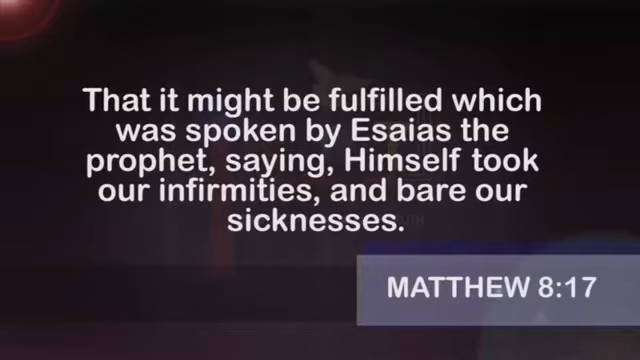 That it might be fulfilled which
was spoken by Esaias the
prophet, saying, Himself took
our infirmities, and bare our
sicknesses.
MATTHEW 8:17